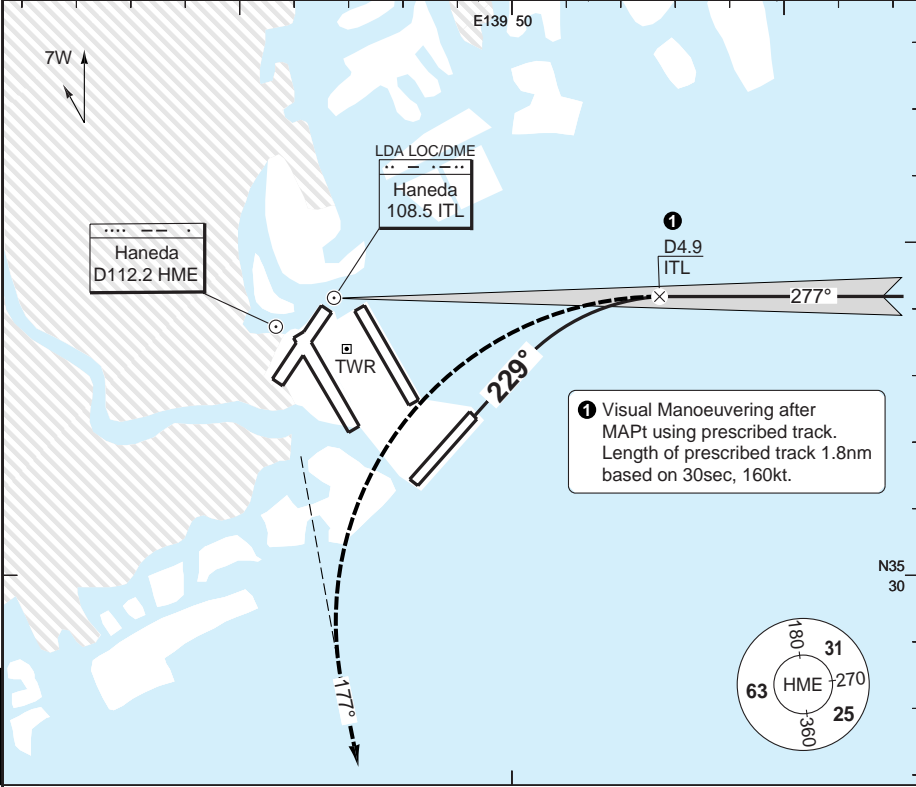 E139 50
7W
LDA LOC/DME
Haneda
108.5 ITL
Haneda
D112.2 HME
1
D4.9
ITL
277°
TWR
229°
1 Visual Manoeuvering after
MAPt using prescribed track.
Length of prescribed track 1.8nm
based on 30sec, 160kt.
N35
30
177°
180
31
63
HME
270
25
360